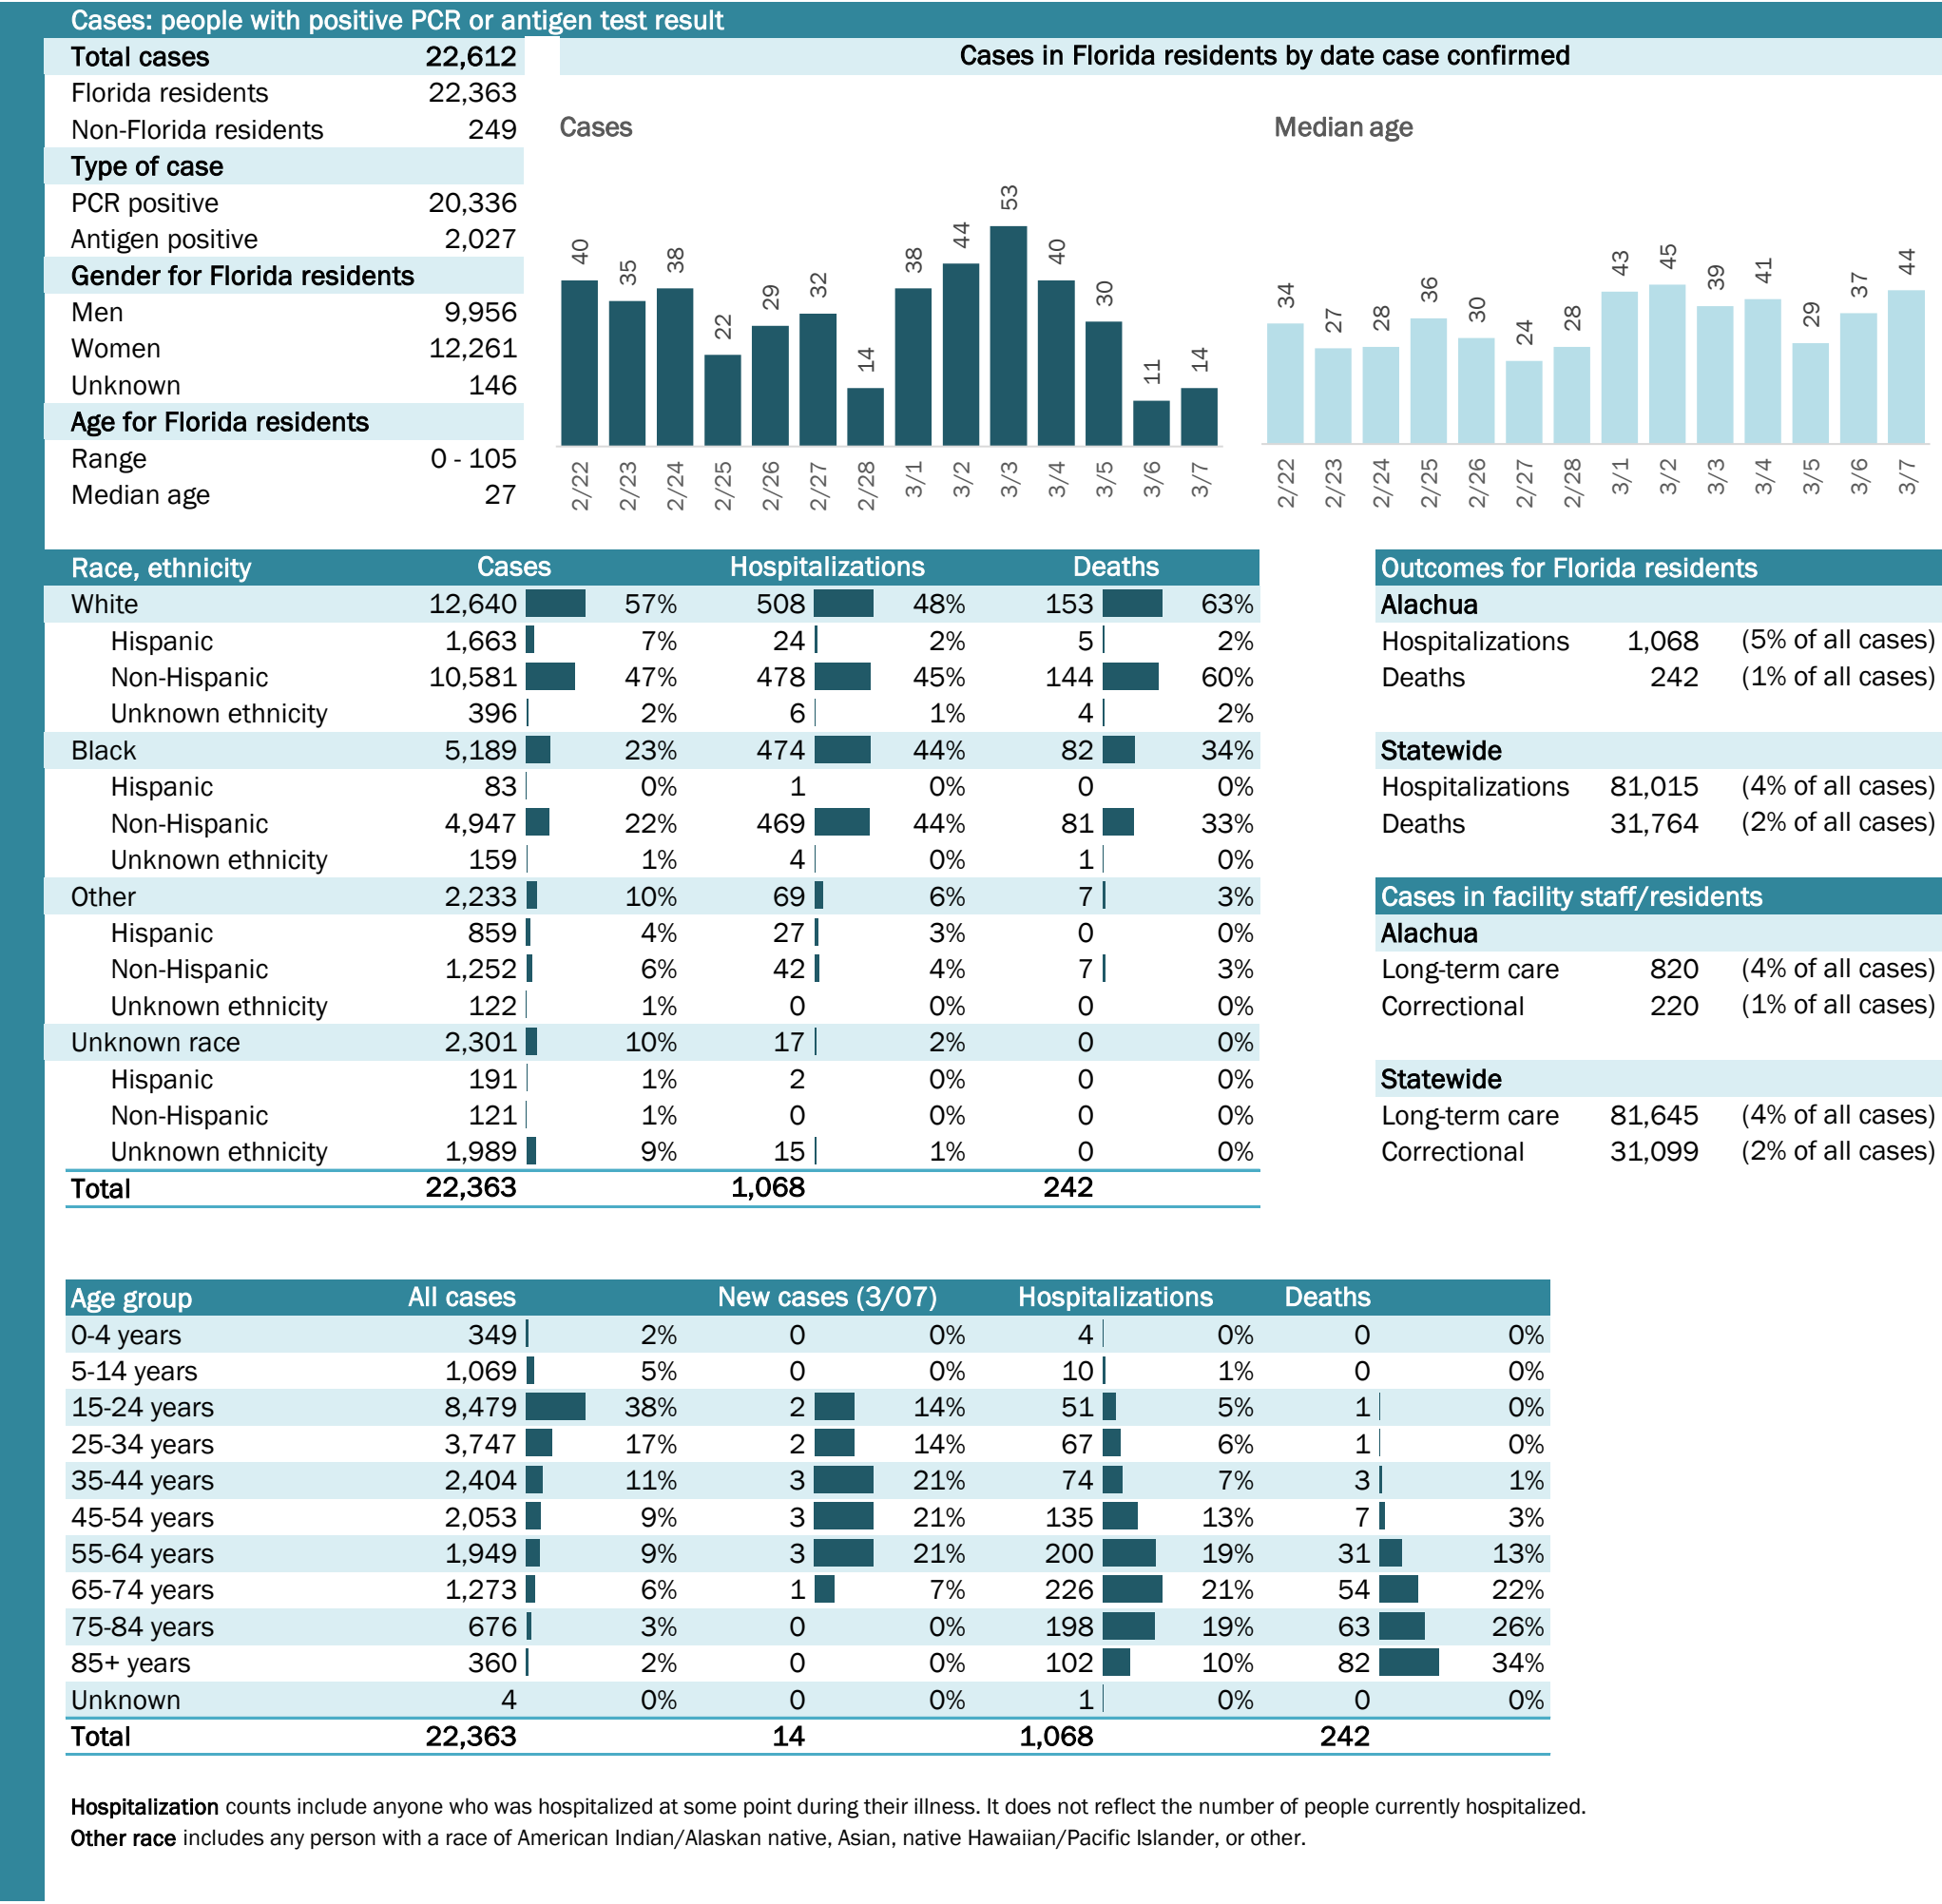 Cases: people with positive PCR or antigen test result
Total cases 22,612
Florida residents 22,363
Non-Florida residents 249
Type of case
PCR positive 20,336
Antigen positive 2,027
Gender for Florida residents
Men 9,956
Women 12,261
Unknown 146
Age for Florida residents
Range 0 - 105
Median age 27
Cases in Florida residents by date case confirmed
Cases
40 35 38 22 29 32 14 38 44 53 40 30 11 14
2/22 2/23 2/24 2/25 2/26 2/27 2/28 3/1 3/2 3/3 3/4 3/5 3/6 3/7
Median age
34 27 28 36 30 24 28 43 45 39 41 29 37 44
2/22 2/23 2/24 2/25 2/26 2/27 2/28 3/1 3/2 3/3 3/4 3/5 3/6 3/7
Race, ethnicity Cases Hospitalizations Deaths
White 12,640 57% 508 48% 153 63%
Hispanic 1,663 7% 24 2% 5 2%
Non-Hispanic 10,581 47% 478 45% 144 60%
Unknown ethnicity 396 2% 6 1% 4 2%
Black 5,189 23% 474 44% 82 34%
Hispanic 83 0% 1 0% 0 0%
Non-Hispanic 4,947 22% 469 44% 81 33%
Unknown ethnicity 159 1% 4 0% 1 0%
Other 2,233 10% 69 6% 7 3%
Hispanic 859 4% 27 3% 0 0%
Non-Hispanic 1,252 6% 42 4% 7 3%
Unknown ethnicity 122 1% 0 0% 0 0%
Unknown race 2,301 10% 17 2% 0 0%
Hispanic 191 1% 2 0% 0 0%
Non-Hispanic 121 1% 0 0% 0 0%
Unknown ethnicity 1,989 9% 15 1% 0 0%
Total 22,363 1,068 242
Outcomes for Florida residents
Alachua
Hospitalizations 1,068 (5% of all cases)
Deaths 242 (1% of all cases)
Statewide
Hospitalizations 81,015 (4% of all cases)
Deaths 31,764 (2% of all cases)
Cases in facility staff/residents
Alachua
Long-term care 820 (4% of all cases)
Correctional 220 (1% of all cases)
Statewide
Long-term care 81,645 (4% of all cases)
Correctional 31,099 (2% of all cases)
Age group All cases New cases (3/07) Hospitalizations Deaths
0-4 years 349 2% 0 0% 4 0% 0 0%
5-14 years 1,069 5% 0 0% 10 1% 0 0%
15-24 years 8,479 38% 2 14% 51 5% 1 0%
25-34 years 3,747 17% 2 14% 67 6% 1 0%
35-44 years 2,404 11% 3 21% 74 7% 3 1%
45-54 years 2,053 9% 3 21% 135 13% 7 3%
55-64 years 1,949 9% 3 21% 200 19% 31 13%
65-74 years 1,273 6% 1 7% 226 21% 54 22%
75-84 years 676 3% 0 0% 198 19% 63 26%
85+ years 360 2% 0 0% 102 10% 82 34%
Unknown 4 0% 0 0% 1 0% 0 0%
Total 22,363 14 1,068 242
Hospitalization counts include anyone who was hospitalized at some point during their illness. It does not reflect the number of people currently hospitalized.
Other race includes any person with a race of American Indian/Alaskan native, Asian, native Hawaiian/Pacific Islander, or other.